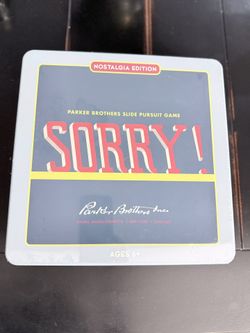 NOSTALGIA EDITION
PARKER BROTHERS SLIDE PURSUIT GAME
SORRY!
Parker Brothers Inc.
AGES 6+